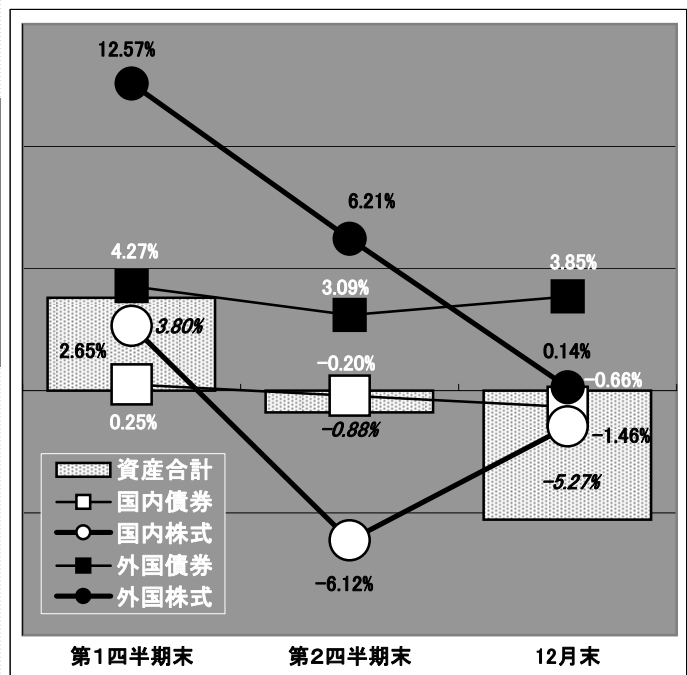 12.57%
6.21%
4.27%
3.09%
3.85%
3.80%
2.65%
0.25%
-0.20%
-0.88%
0.14%
-0.66%
-1.46%
-5.27%
-6.12%
資産合計
国内債券
国内株式
外国債券
外国株式
第1四半期末 第2四半期末 12月末